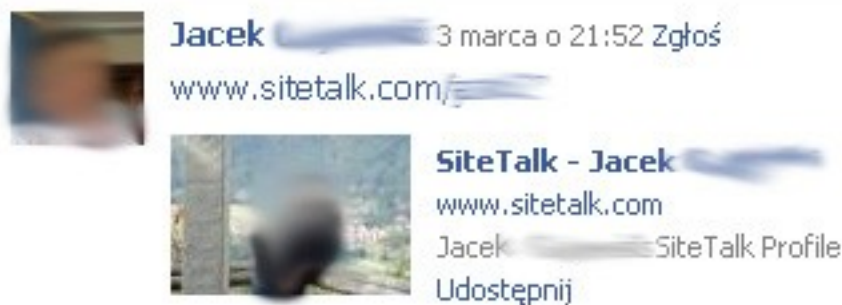 Jacek 3 marca o 21:52 Zgłoś
www.sitetalk.com/
SiteTalk - Jacek
www.sitetalk.com
Jacek SiteTalk Profile
Udostępnij